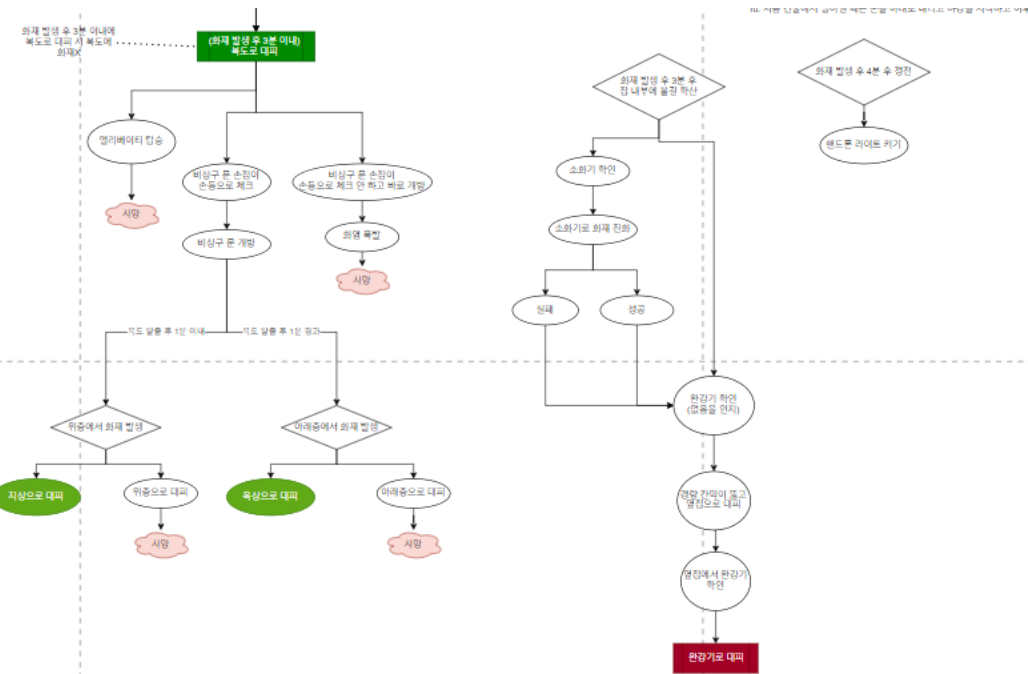 화재 발생 후 3분 이내에
복도로 대피 시 복도에
화재X
(화재 발생 후 3분 이내)
복도로 대피
엘리베이터 탑승
사망
비상구 문 손잡이
손등으로 체크
비상구 문 개방
비상구 문 손잡이
손등으로 체크 안 하고 바로 개방
화염 폭발
사망
복도 탈출 후 1분 이내
복도 탈출 후 1분 경과
위층에서 화재 발생
지상으로 대피
위층으로 대피
사망
아래층에서 화재 발생
옥상으로 대피
아래층으로 대피
사망
화재 발생 후 3분 후
집 내부에 불길 확산
소화기 확인
소화기로 화재 진화
실패
성공
완강기 확인
(없음을 인지)
경량 칸막이 뚫고
옆집으로 대피
옆집에서 완강기
확인
완강기로 대피
화재 발생 후 4분 후 정전
핸드폰 라이트 키기